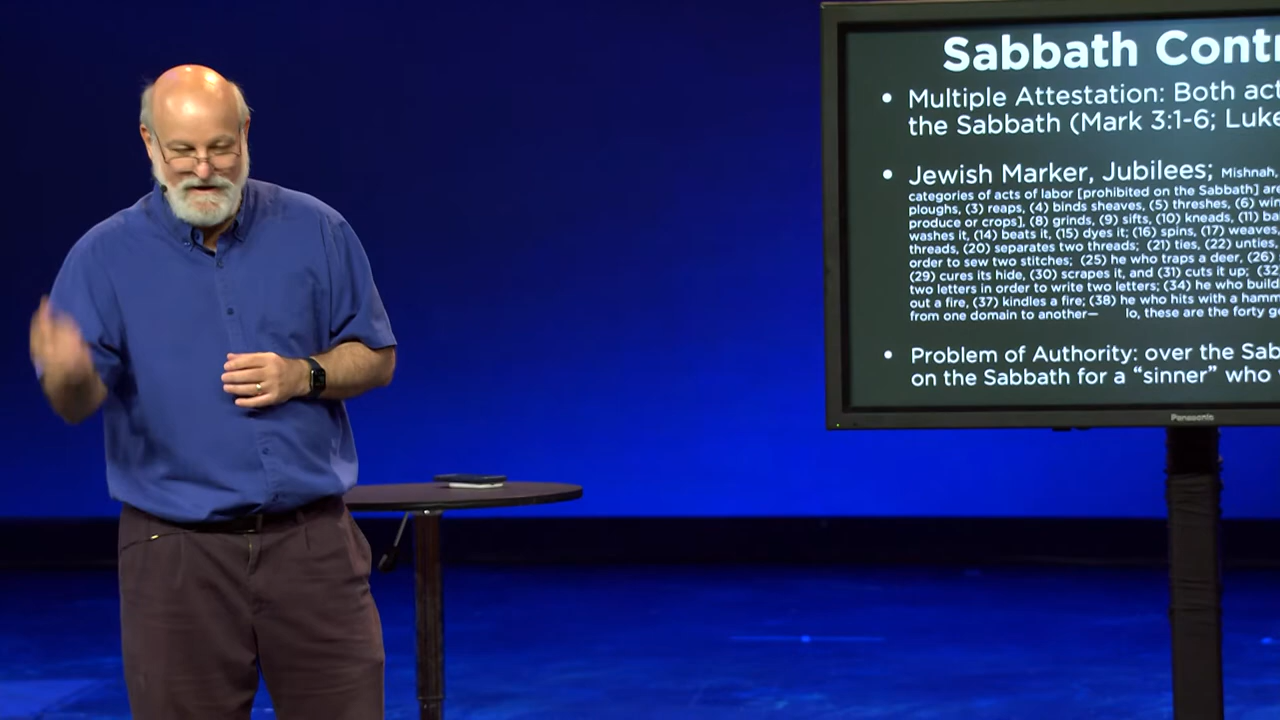 Sabbath Contr
• Multiple Attestation: Both act
the Sabbath (Mark 3:1-6; Luke
• Jewish Marker, Jubilees; Mishnah,
categories of acts of labor [prohibited on the Sabbath] are
ploughs, (3) reaps, (4) binds sheaves, (5) threshes, (6) win
produce or crops], (8) grinds, (9) sifts, (10) kneads, (11) ba
washes it, (14) beats it, (15) dyes it; (16) spins, (17) weaves,
threads, (20) separates two threads; (21) ties, (22) unties,
order to sew two stitches; (25) he who traps a deer, (26)
(29) cures its hide, (30) scrapes it, and (31) cuts it up; (32
two letters in order to write two letters; (34) he who build
out a fire, (37) kindles a fire; (38) he who hits with a hamm
from one domain to another— lo, these are the forty ge
• Problem of Authority: over the Sab
on the Sabbath for a “sinner” who
Panasonic